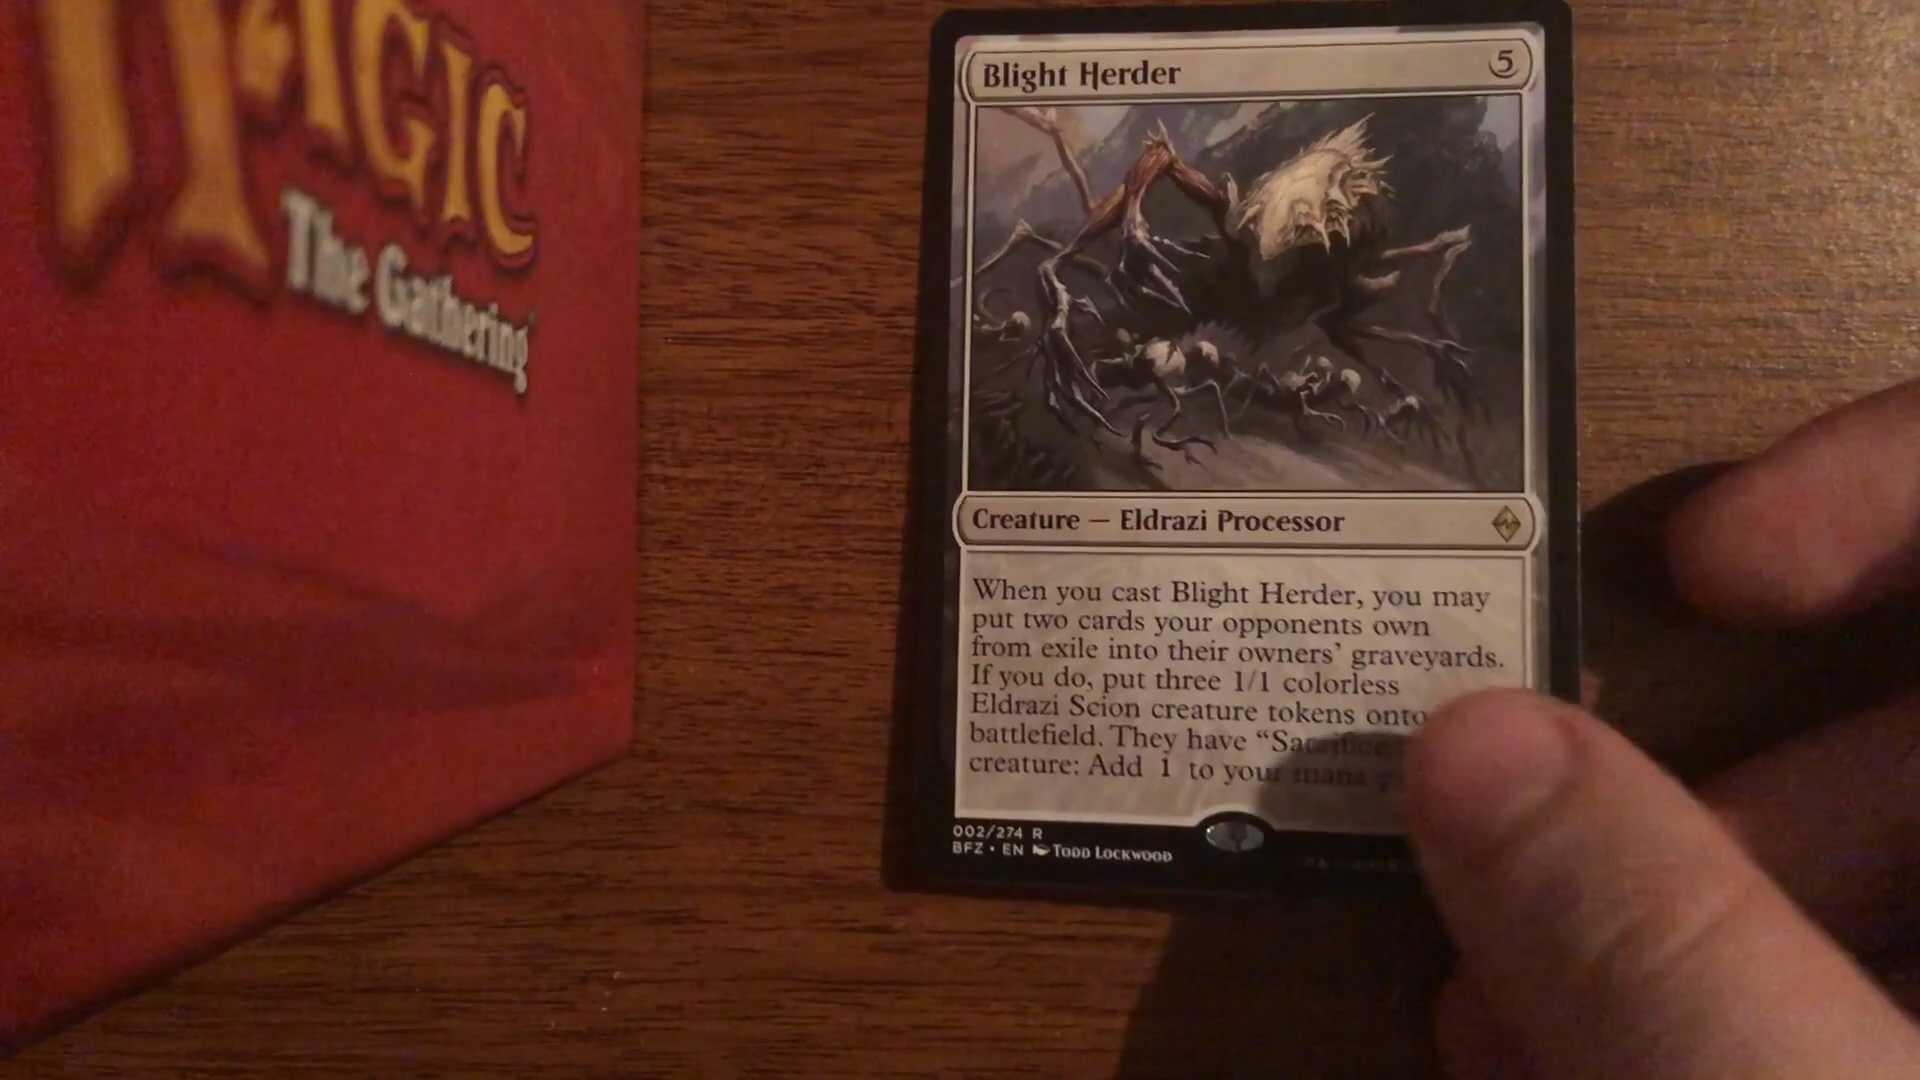 MAGIC
The Gathering
Blight Herder 5
Creature — Eldrazi Processor
When you cast Blight Herder, you may
put two cards your opponents own
from exile into their owners' graveyards.
If you do, put three 1/1 colorless
Eldrazi Scion creature tokens onto
battlefield. They have “Sacrifice
creature: Add 1 to your mana
002/274 R
BFZ • EN Todd Lockwood